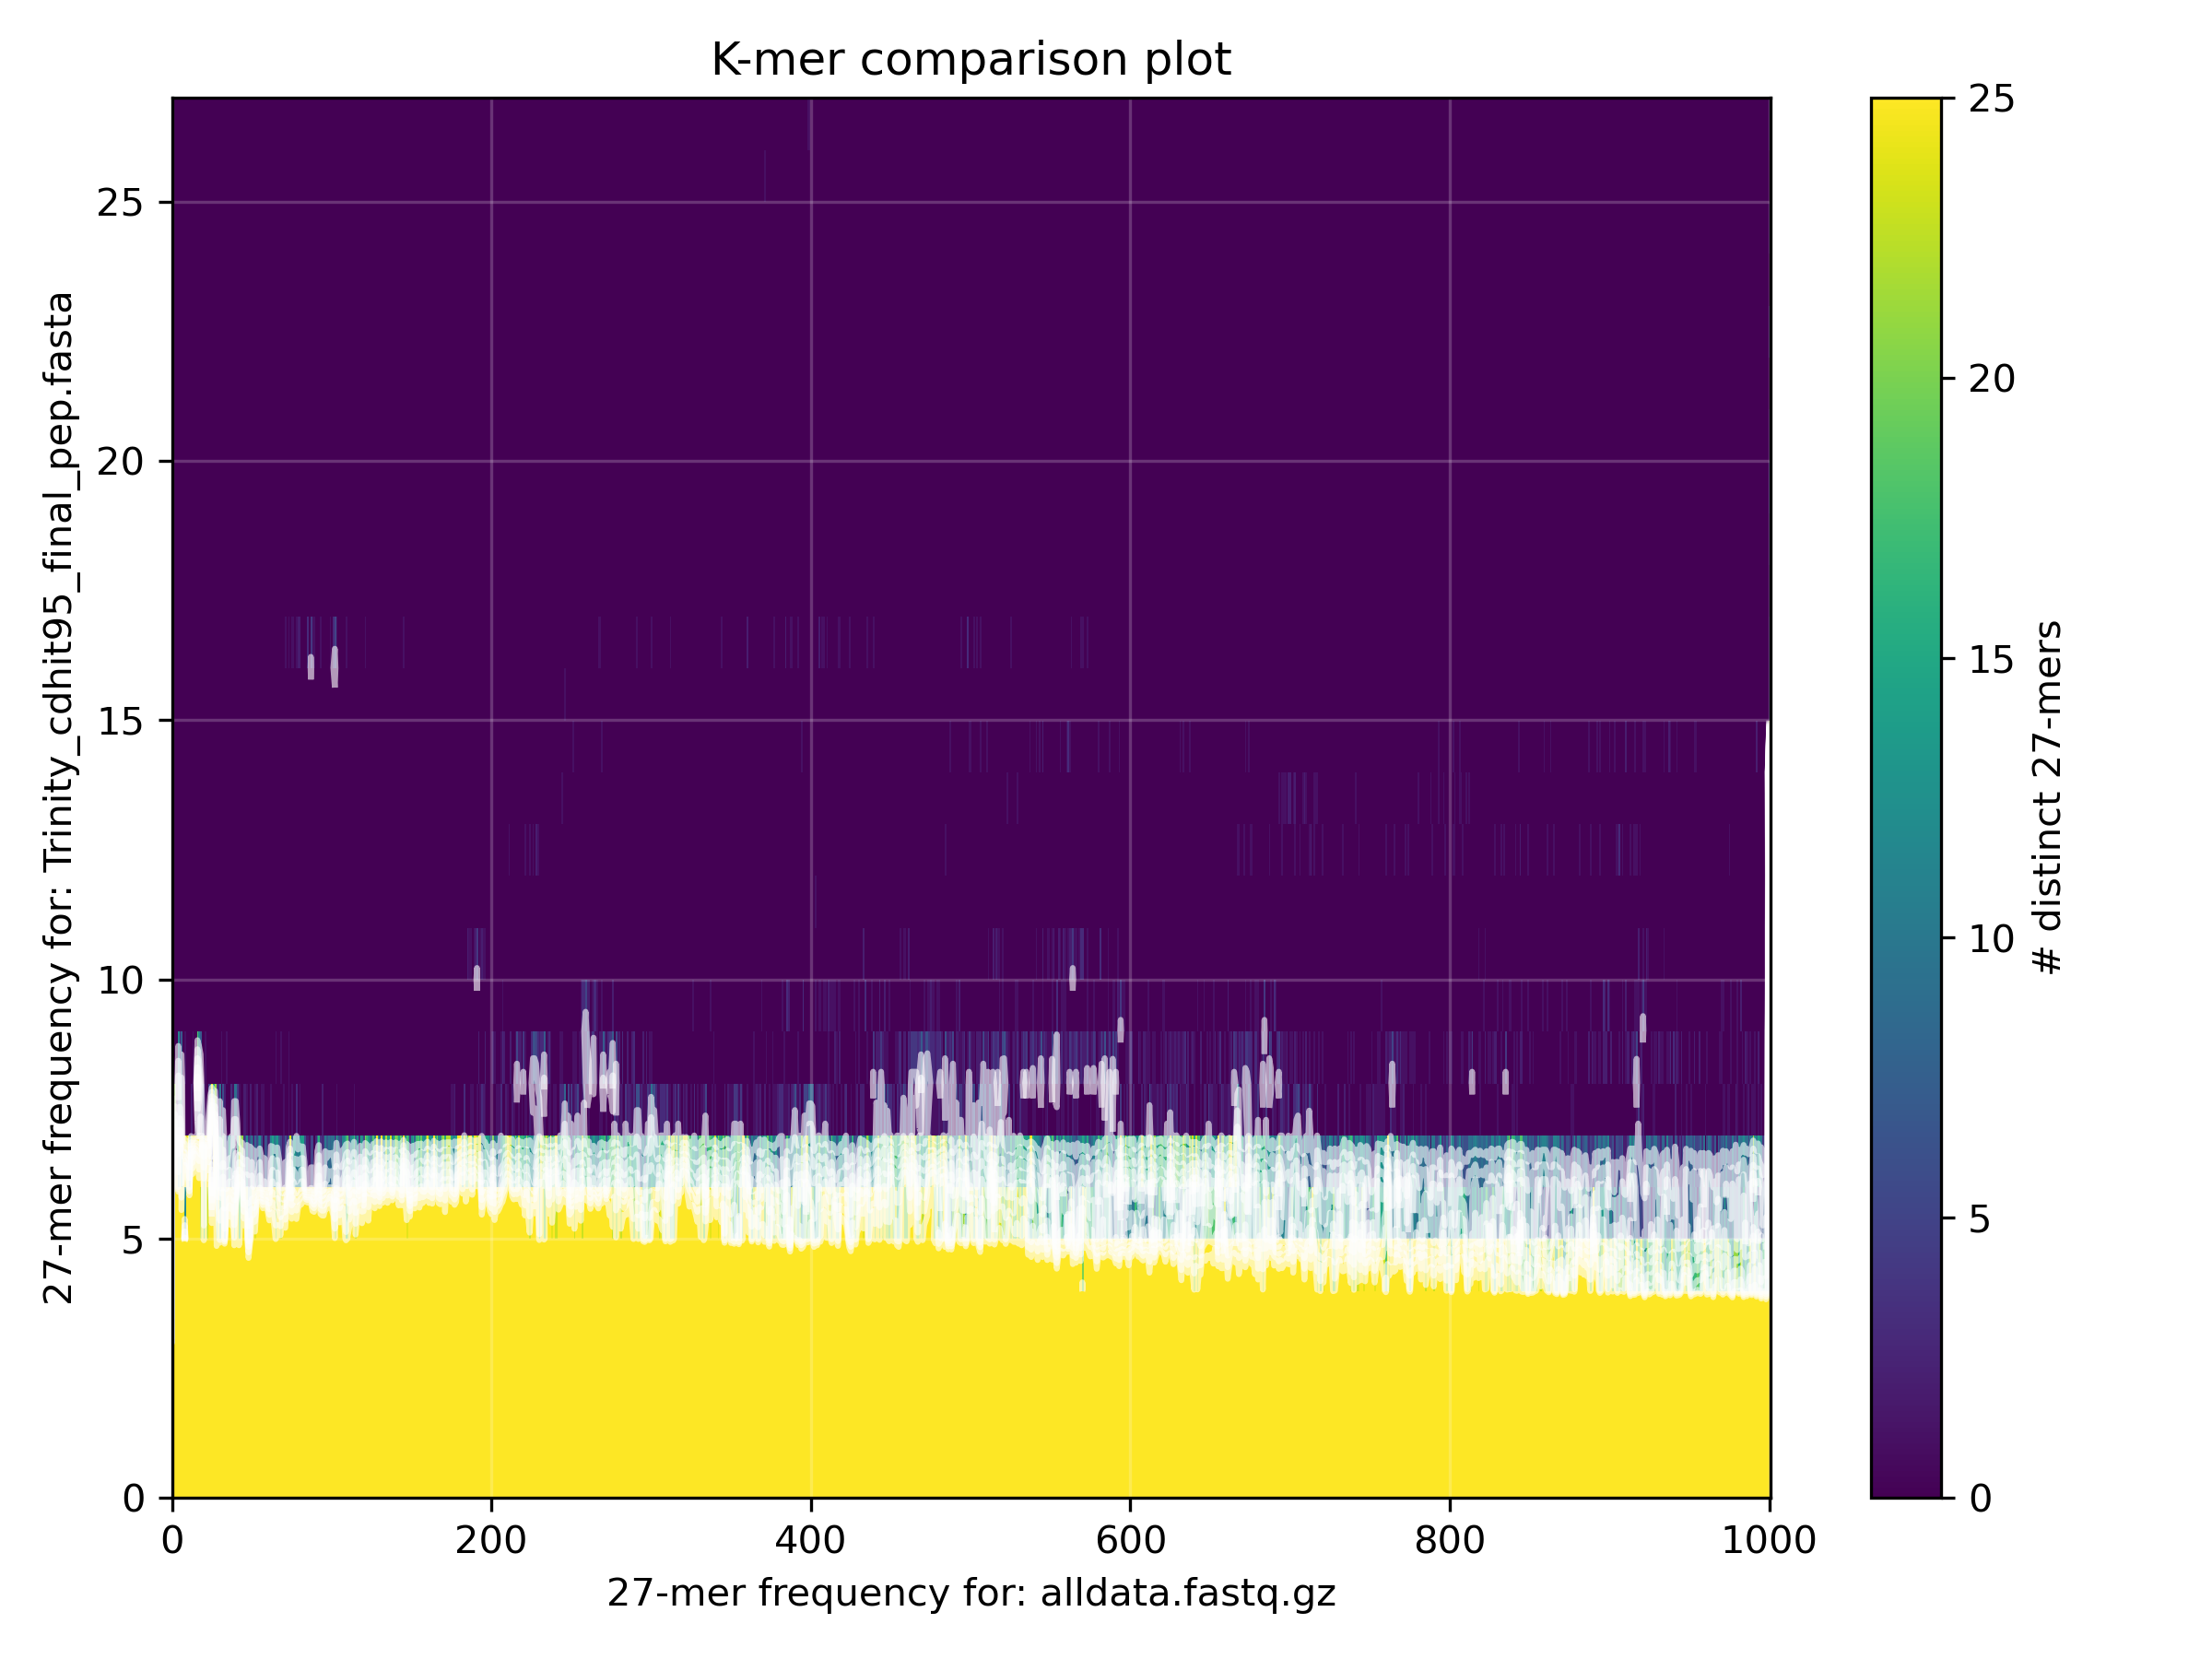 K-mer comparison plot
27-mer frequency for: Trinity_cdhit95_final_pep.fasta
25
20
15
10
5
0
0 200 400 600 800 1000
27-mer frequency for: alldata.fastq.gz
25
20
15
10
5
0
# distinct 27-mers